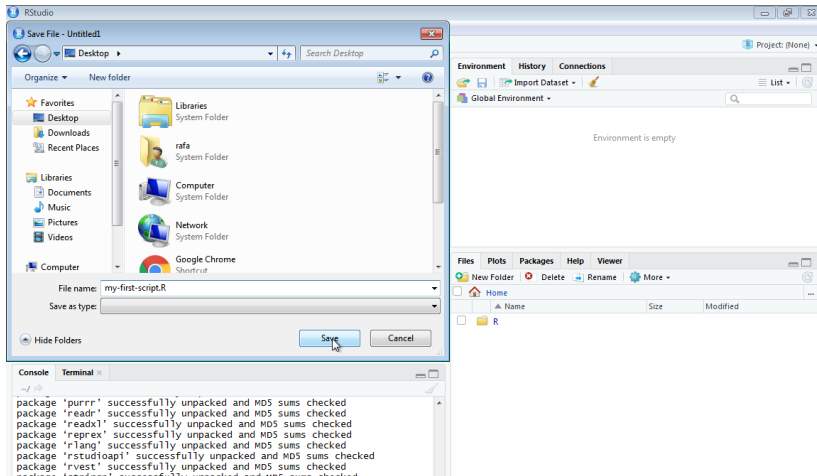 RStudio
Save File - Untitled1
Desktop
Search Desktop
Organize
New folder
Favorites
Desktop
Downloads
Recent Places
Libraries
Documents
Music
Pictures
Videos
Computer
Libraries
System Folder
rafa
System Folder
Computer
System Folder
Network
System Folder
Google Chrome
Shortcut
File name: my-first-script.R
Save as type:
Hide Folders
Save
Cancel
Project: (None)
Environment History Connections
Import Dataset
List
Global Environment
Environment is empty
Files Plots Packages Help Viewer
New Folder Delete Rename More
Home
Name Size Modified
R
Console Terminal
~/
package 'purrr' successfully unpacked and MD5 sums checked
package 'readr' successfully unpacked and MD5 sums checked
package 'readxl' successfully unpacked and MD5 sums checked
package 'reprex' successfully unpacked and MD5 sums checked
package 'rlang' successfully unpacked and MD5 sums checked
package 'rstudioapi' successfully unpacked and MD5 sums checked
package 'rvest' successfully unpacked and MD5 sums checked